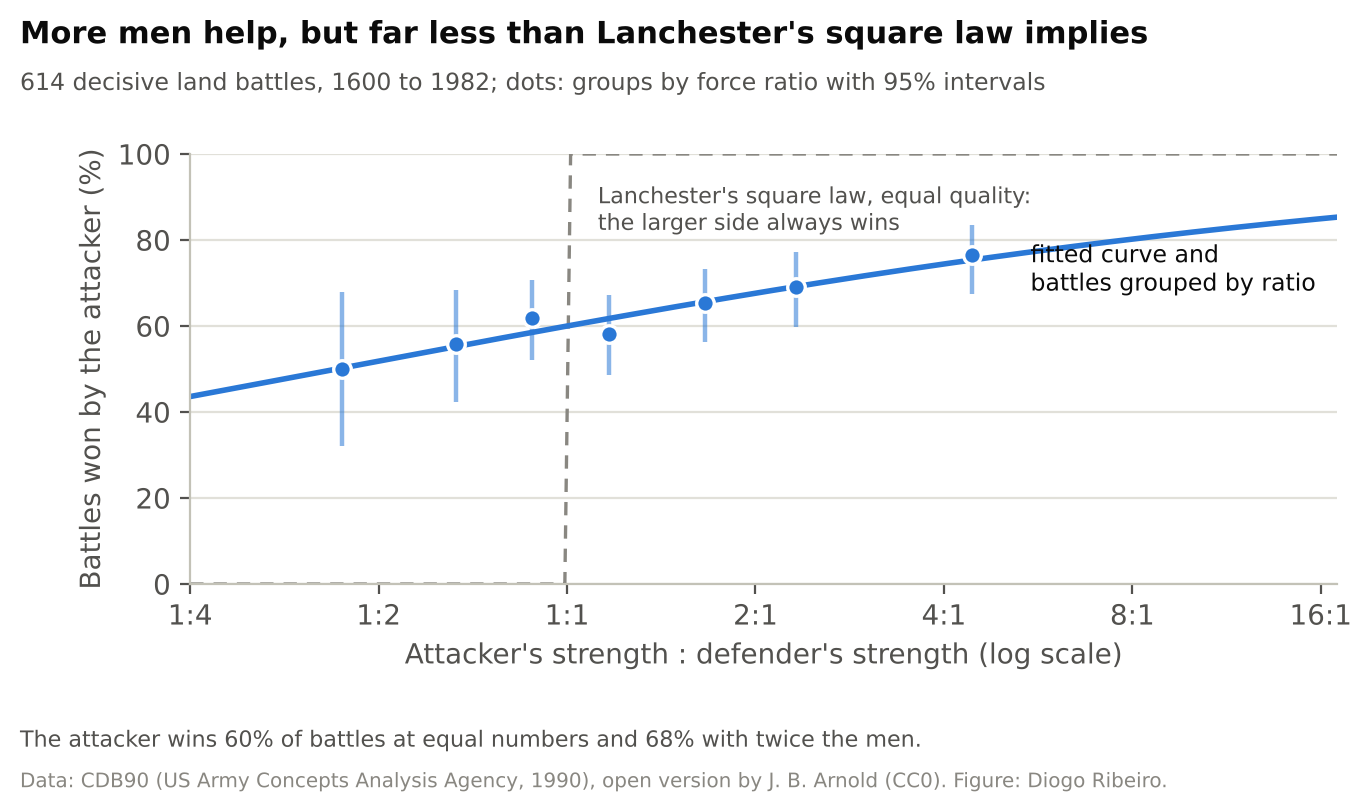 More men help, but far less than Lanchester's square law implies
614 decisive land battles, 1600 to 1982; dots: groups by force ratio with 95% intervals
Battles won by the attacker (%)
100
80
60
40
20
0
Lanchester's square law, equal quality:
the larger side always wins
fitted curve and
battles grouped by ratio
1:4
1:2
1:1
2:1
4:1
8:1
16:1
Attacker's strength : defender's strength (log scale)
The attacker wins 60% of battles at equal numbers and 68% with twice the men.
Data: CDB90 (US Army Concepts Analysis Agency, 1990), open version by J. B. Arnold (CC0). Figure: Diogo Ribeiro.